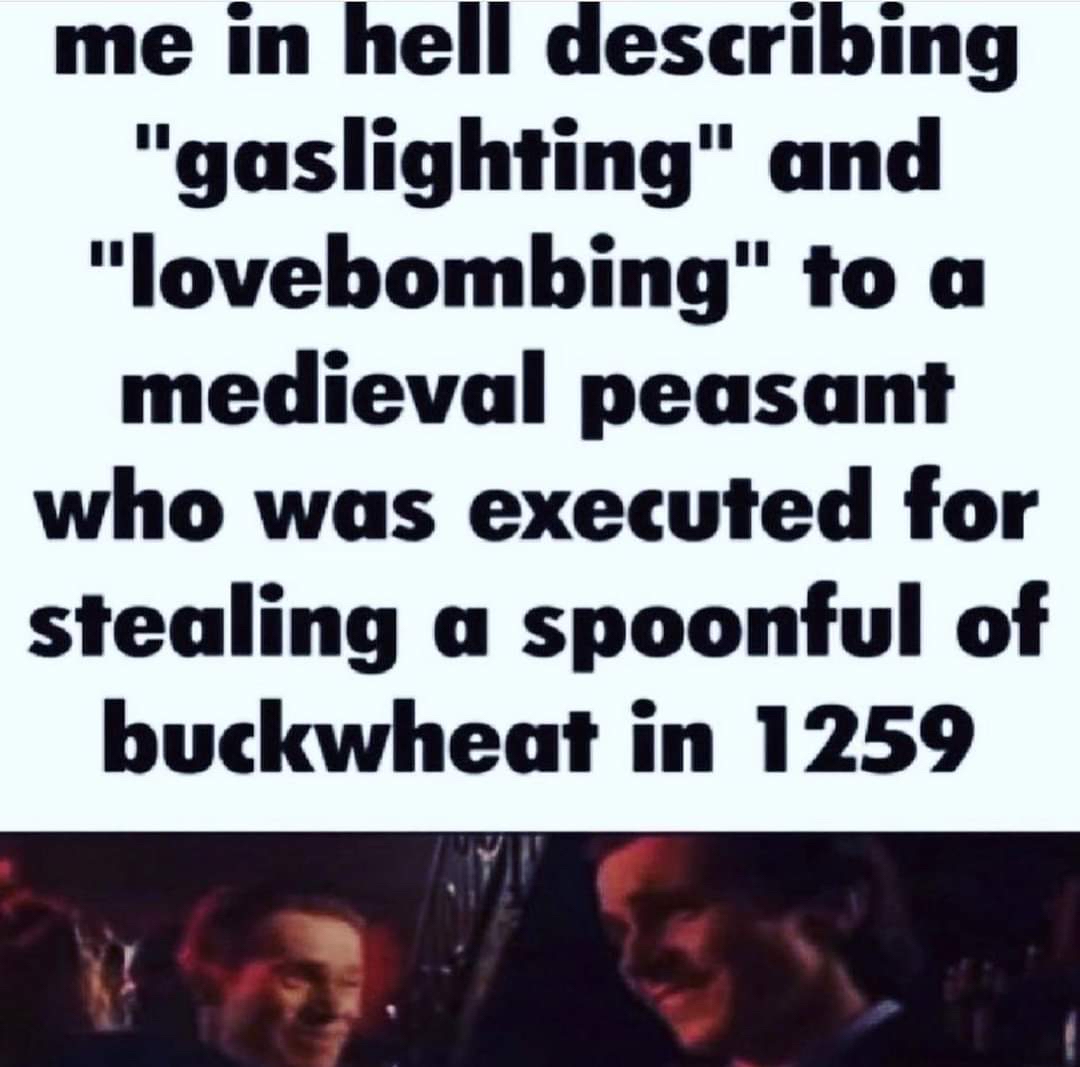 me in hell describing
"gaslighting" and
"lovebombing" to a
medieval peasant
who was executed for
stealing a spoonful of
buckwheat in 1259